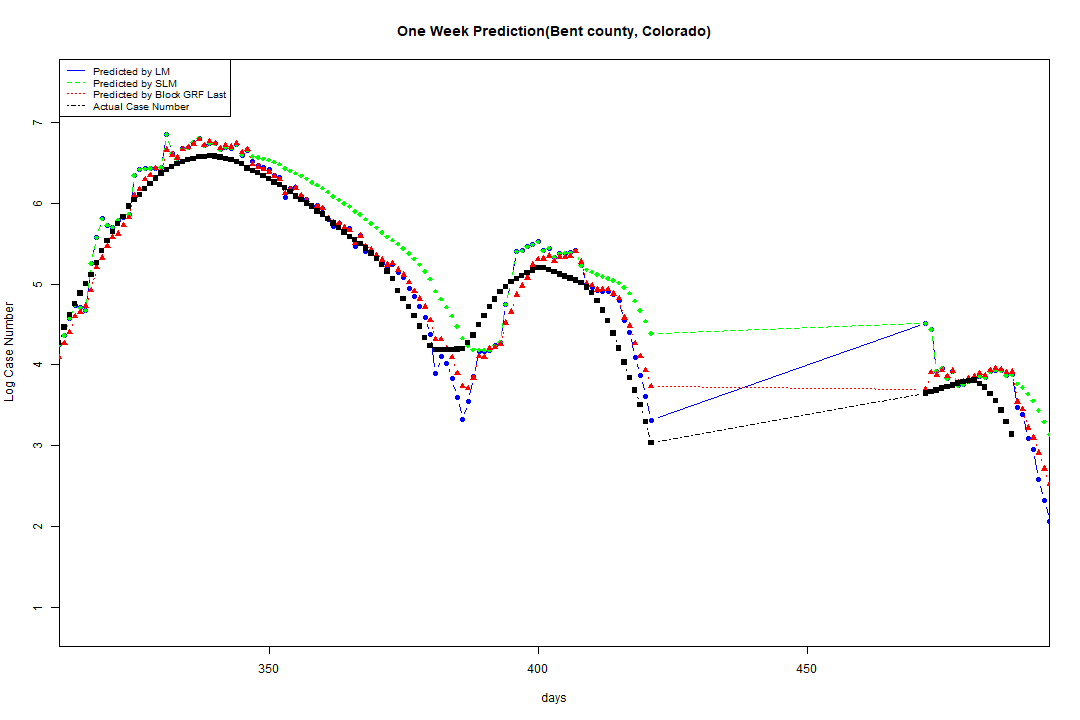 One Week Prediction(Bent county, Colorado)
Predicted by LM
Predicted by SLM
Predicted by Block GRF Last
Actual Case Number
7
6
5
4
3
2
1
Log Case Number
350 400 450
days